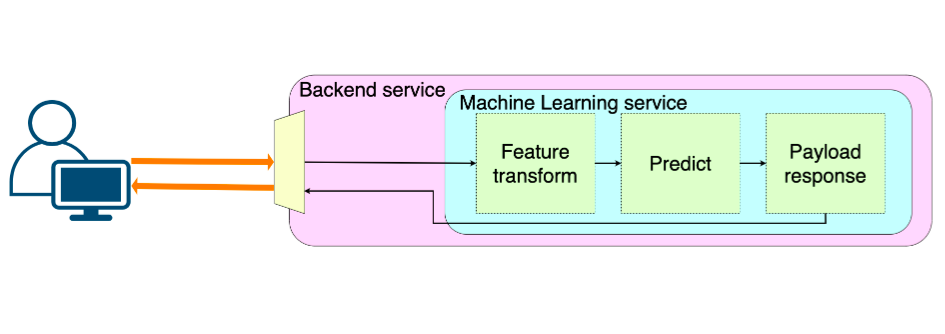 Backend service
Machine Learning service
Feature
transform
Predict
Payload
response